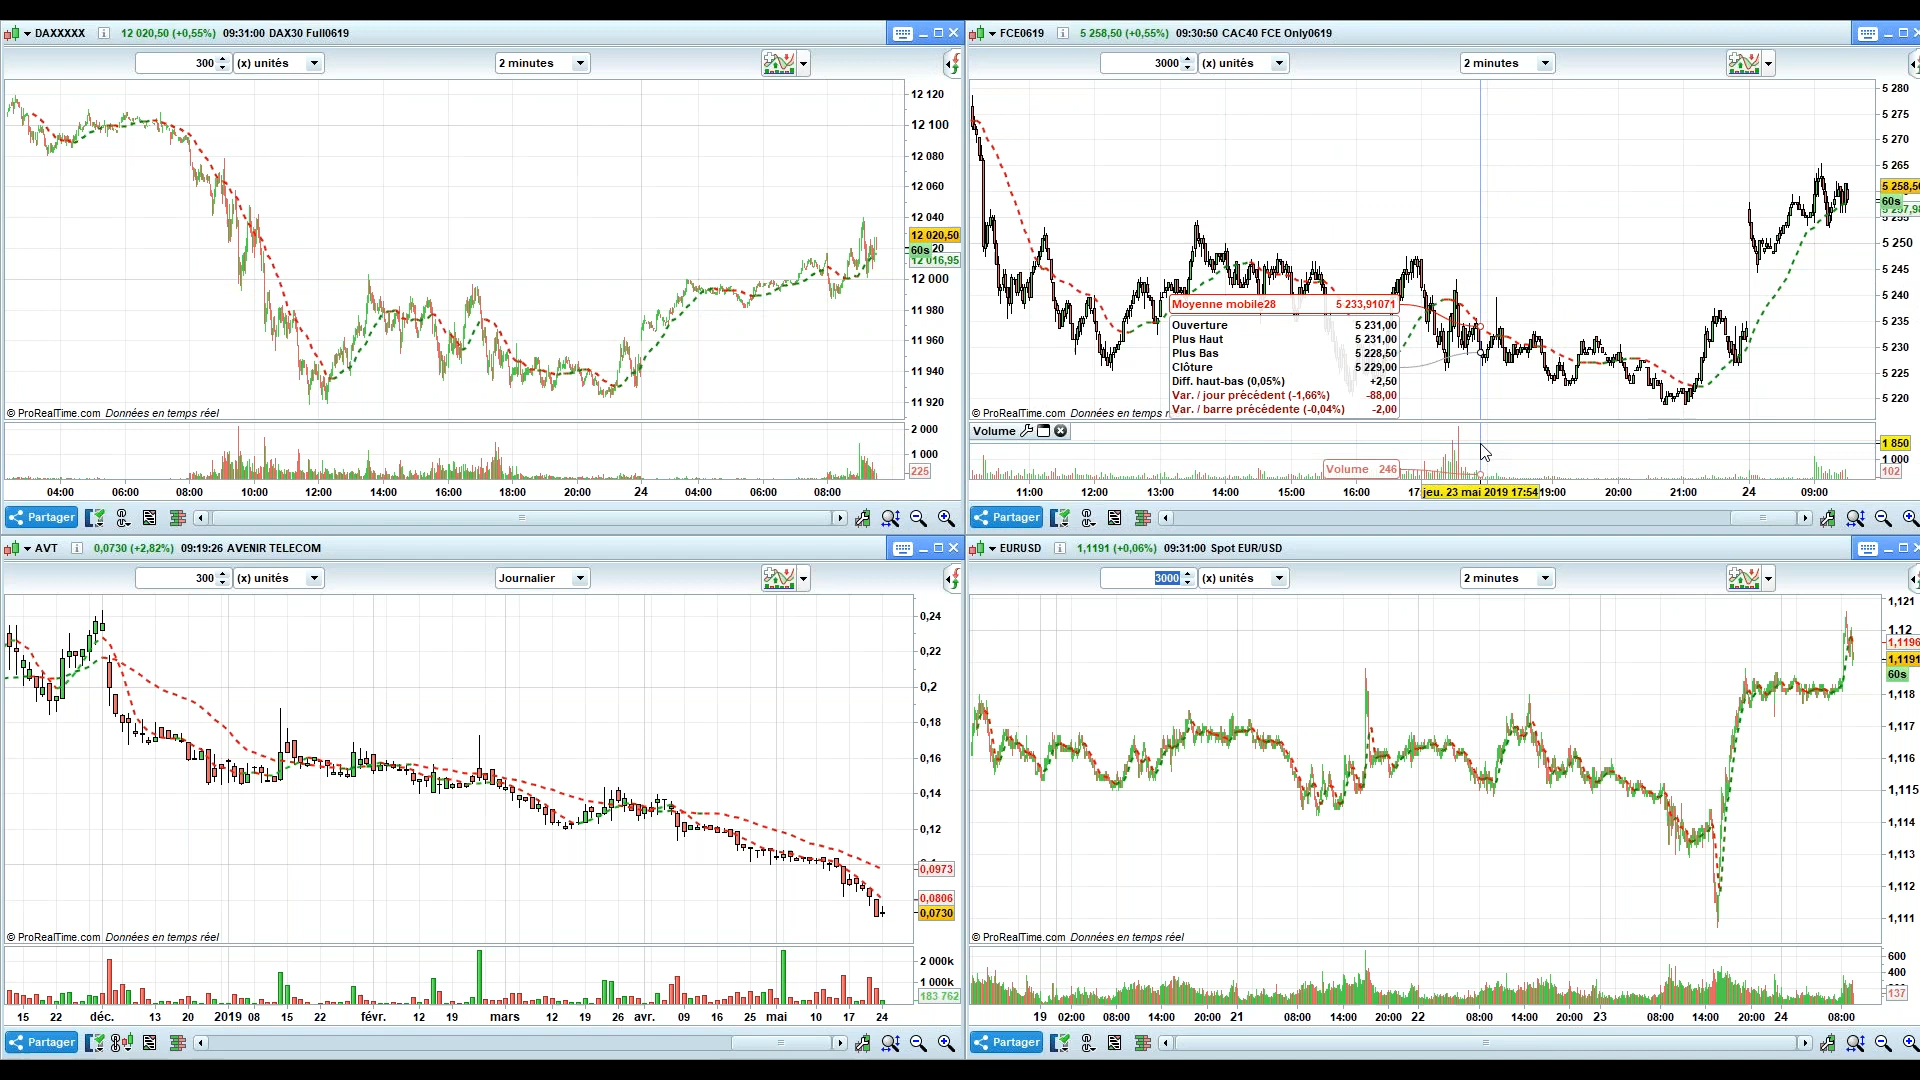 DAXXXXX 12 020,50 (+0,55%) 09:31:00 DAX30 Full0619
300 (x) unités 2 minutes
12 120
12 100
12 080
12 060
12 040
12 020,50
60s 20
12 016,95
12 000
11 980
11 960
11 940
11 920
© ProRealTime.com Données en temps réel
2 000
1 000
225
04:00 06:00 08:00 10:00 12:00 14:00 16:00 18:00 20:00 24 04:00 06:00 08:00
Partager
FCE0619 5 258,50 (+0,55%) 09:30:50 CAC40 FCE Only0619
3000 (x) unités 2 minutes
5 280
5 275
5 270
5 265
5 258,50
60s
5 257,98
5 255
5 250
5 245
5 240
5 235
5 230
5 225
5 220
Moyenne mobile28 5 233,91071
Ouverture 5 231,00
Plus Haut 5 231,00
Plus Bas 5 228,50
Clôture 5 229,00
Diff. haut-bas (0,05%) +2,50
Var. / jour précédent (-1,66%) -88,00
Var. / barre précédente (-0,04%) -2,00
© ProRealTime.com Données en temps r
Volume
1 850
1 000
102
Volume 246
11:00 12:00 13:00 14:00 15:00 16:00 17: jeu. 23 mai 2019 17:54 19:00 20:00 21:00 24 09:00
Partager
AVT 0,0730 (+2,82%) 09:19:26 AVENIR TELECOM
300 (x) unités Journalier
0,24
0,22
0,2
0,18
0,16
0,14
0,12
0,0973
0,0806
0,0730
© ProRealTime.com Données en temps réel
2 000k
1 000k
183 762
15 22 déc. 13 20 2019 08 15 22 févr. 12 19 mars 12 19 26 avr. 09 16 25 mai 10 17 24
Partager
EURUSD 1,1191 (+0,06%) 09:31:00 Spot EUR/USD
3000 (x) unités 2 minutes
1,121
1,12
1,1196
1,1191
60s
1,118
1,117
1,116
1,115
1,114
1,113
1,112
1,111
© ProRealTime.com Données en temps réel
600
400
137
19 02:00 08:00 14:00 20:00 21 08:00 14:00 20:00 22 08:00 14:00 20:00 23 08:00 14:00 20:00 24 08:00
Partager